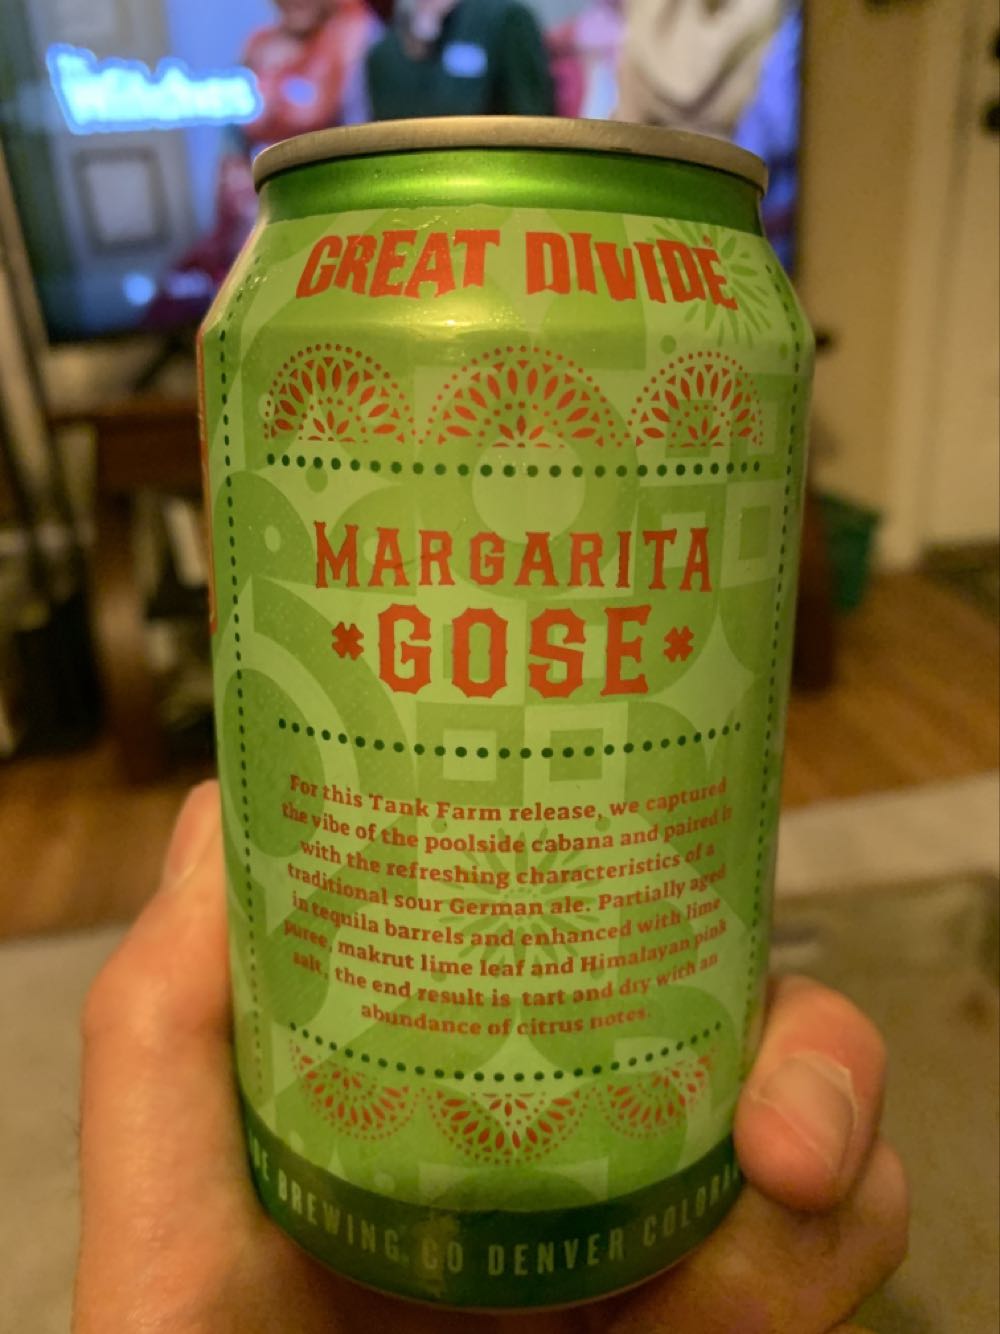 GREAT DIVIDE
MARGARITA
GOSE
For this Tank Farm release, we captured
the vibe of the poolside cabana and paired it
with the refreshing characteristics of a
traditional sour German ale. Partially aged
in tequila barrels and enhanced with lime
puree, makrut lime leaf and Himalayan pink
salt, the end result is tart and dry with an
abundance of citrus notes.
BREWING CO DENVER